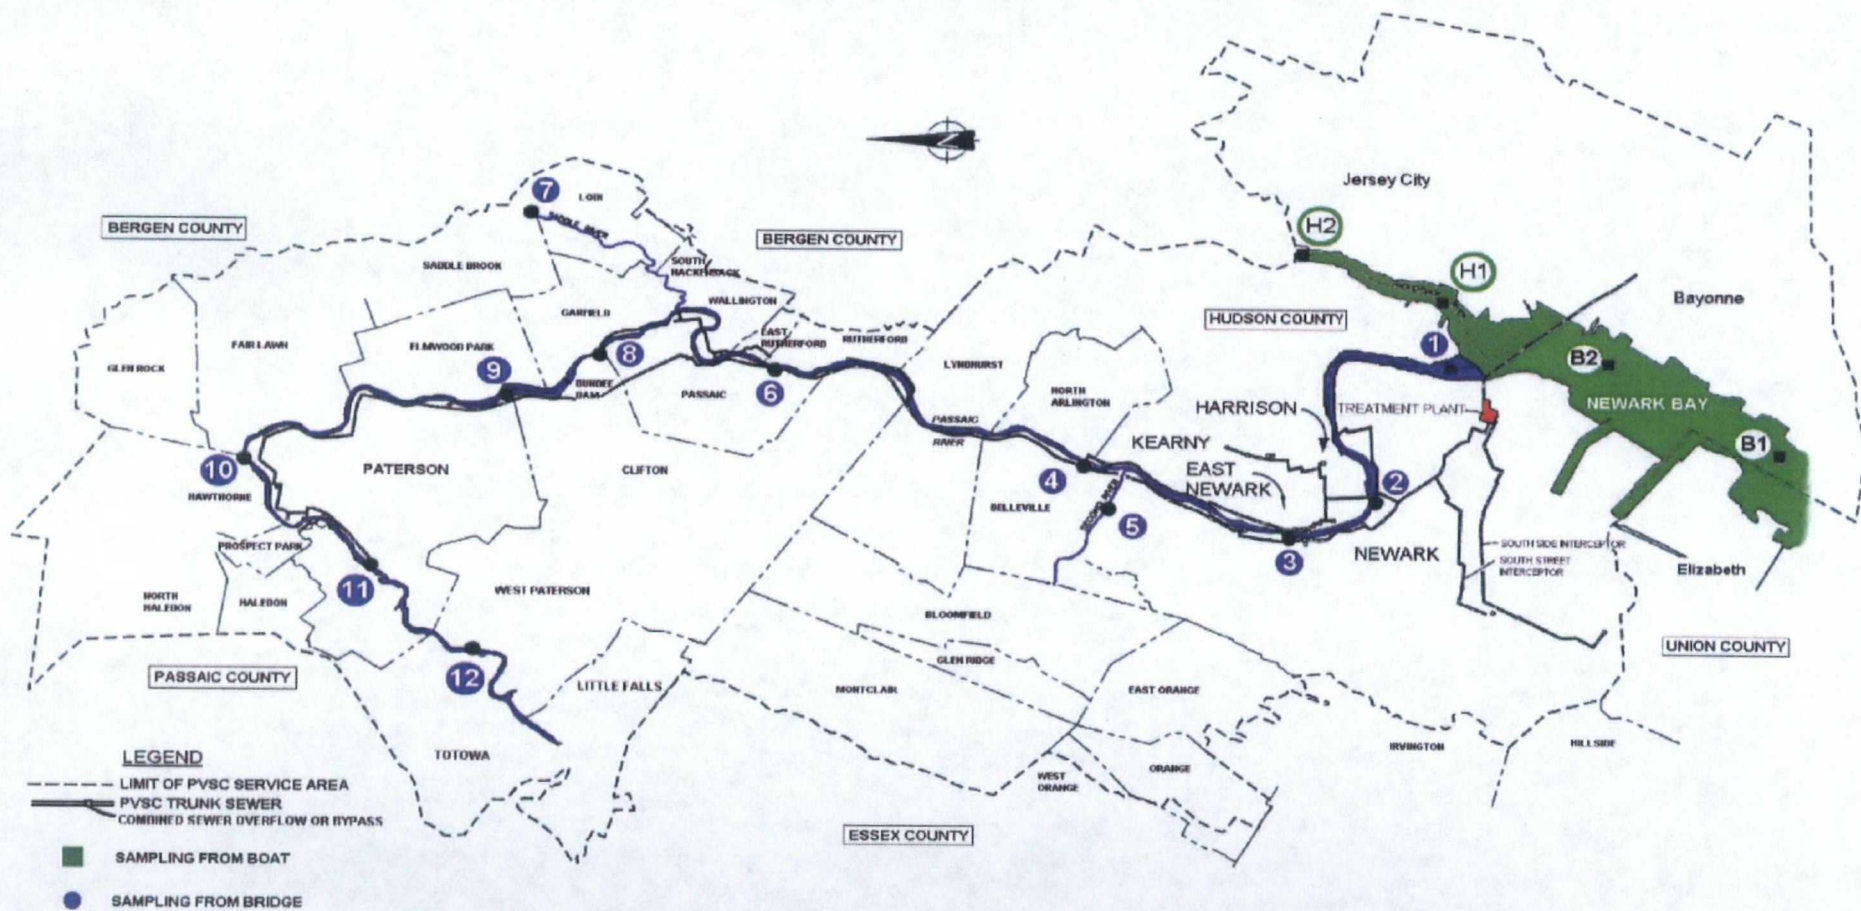 Jersey City
7
LODI
SADDLE RIVER
H2
BERGEN COUNTY
BERGEN COUNTY
SADDLE BROOK
SOUTH
HACKENSACK
H1
WALLINGTON
Bayonne
GARFIELD
HUDSON COUNTY
EAST
RUTHERFORD
RUTHERFORD
FAIR LAWN
ELMWOOD PARK
8
1
B2
GLEN ROCK
9
LYNDHURST
DUNDEE
DAM
PASSAIC
6
NORTH
ARLINGTON
HARRISON
TREATMENT PLANT
NEWARK BAY
PASSAIC
RIVER
KEARNY
B1
10
PATERSON
CLIFTON
4
EAST
NEWARK
2
HAWTHORNE
BELLEVILLE
5
SECOND RIVER
3
NEWARK
SOUTH SIDE INTERCEPTOR
SOUTH STREET
INTERCEPTOR
PROSPECT PARK
11
Elizabeth
NORTH
HALEDON
HALEDON
WEST PATERSON
BLOOMFIELD
UNION COUNTY
GLEN RIDGE
PASSAIC COUNTY
12
LITTLE FALLS
MONTCLAIR
EAST ORANGE
TOTOWA
IRVINGTON
HILLSIDE
WEST
ORANGE
ORANGE
ESSEX COUNTY
LEGEND
LIMIT OF PVSC SERVICE AREA
PVSC TRUNK SEWER
COMBINED SEWER OVERFLOW OR BYPASS
SAMPLING FROM BOAT
SAMPLING FROM BRIDGE